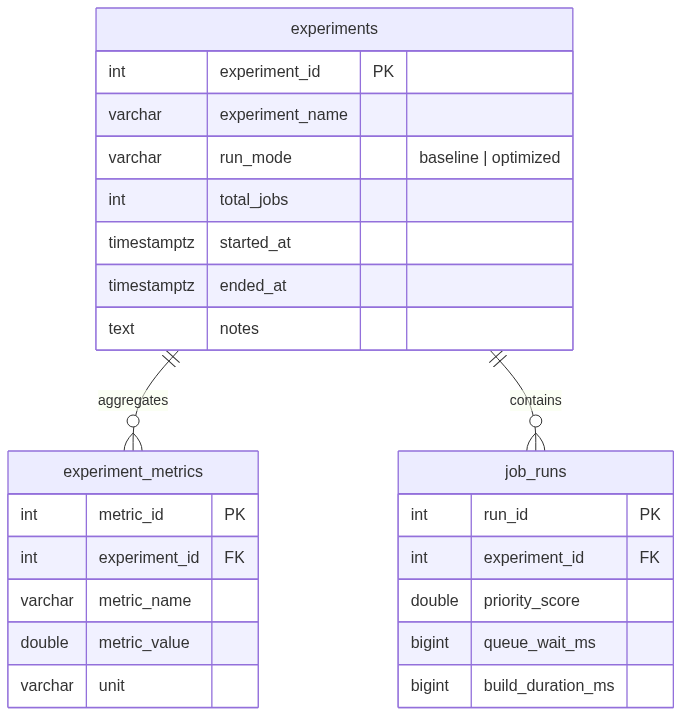 experiments
int experiment_id PK
varchar experiment_name
varchar run_mode baseline | optimized
int total_jobs
timestamptz started_at
timestamptz ended_at
text notes
aggregates contains
experiment_metrics
int metric_id PK
int experiment_id FK
varchar metric_name
double metric_value
varchar unit
job_runs
int run_id PK
int experiment_id FK
double priority_score
bigint queue_wait_ms
bigint build_duration_ms